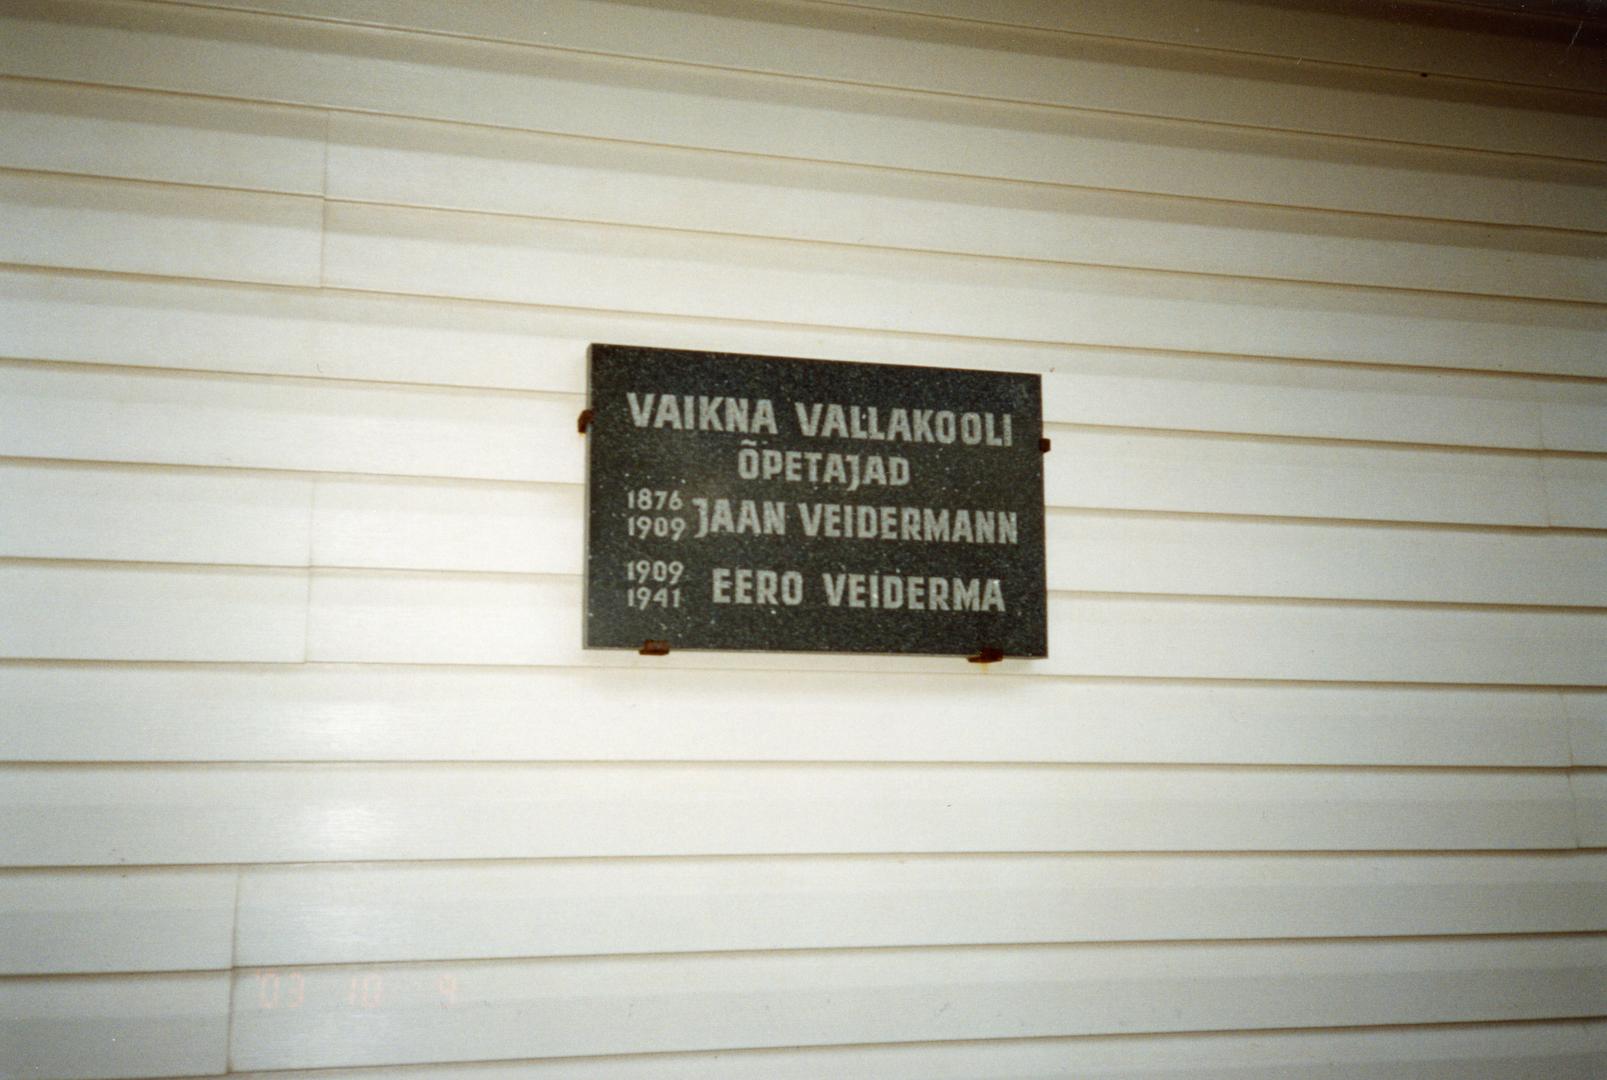 VAIKNA VALLAKOOLI
ÕPETAJAD
1876
1909 JAAN VEIDERMANN
1909
1941 EERO VEIDERMA
'03 10 9